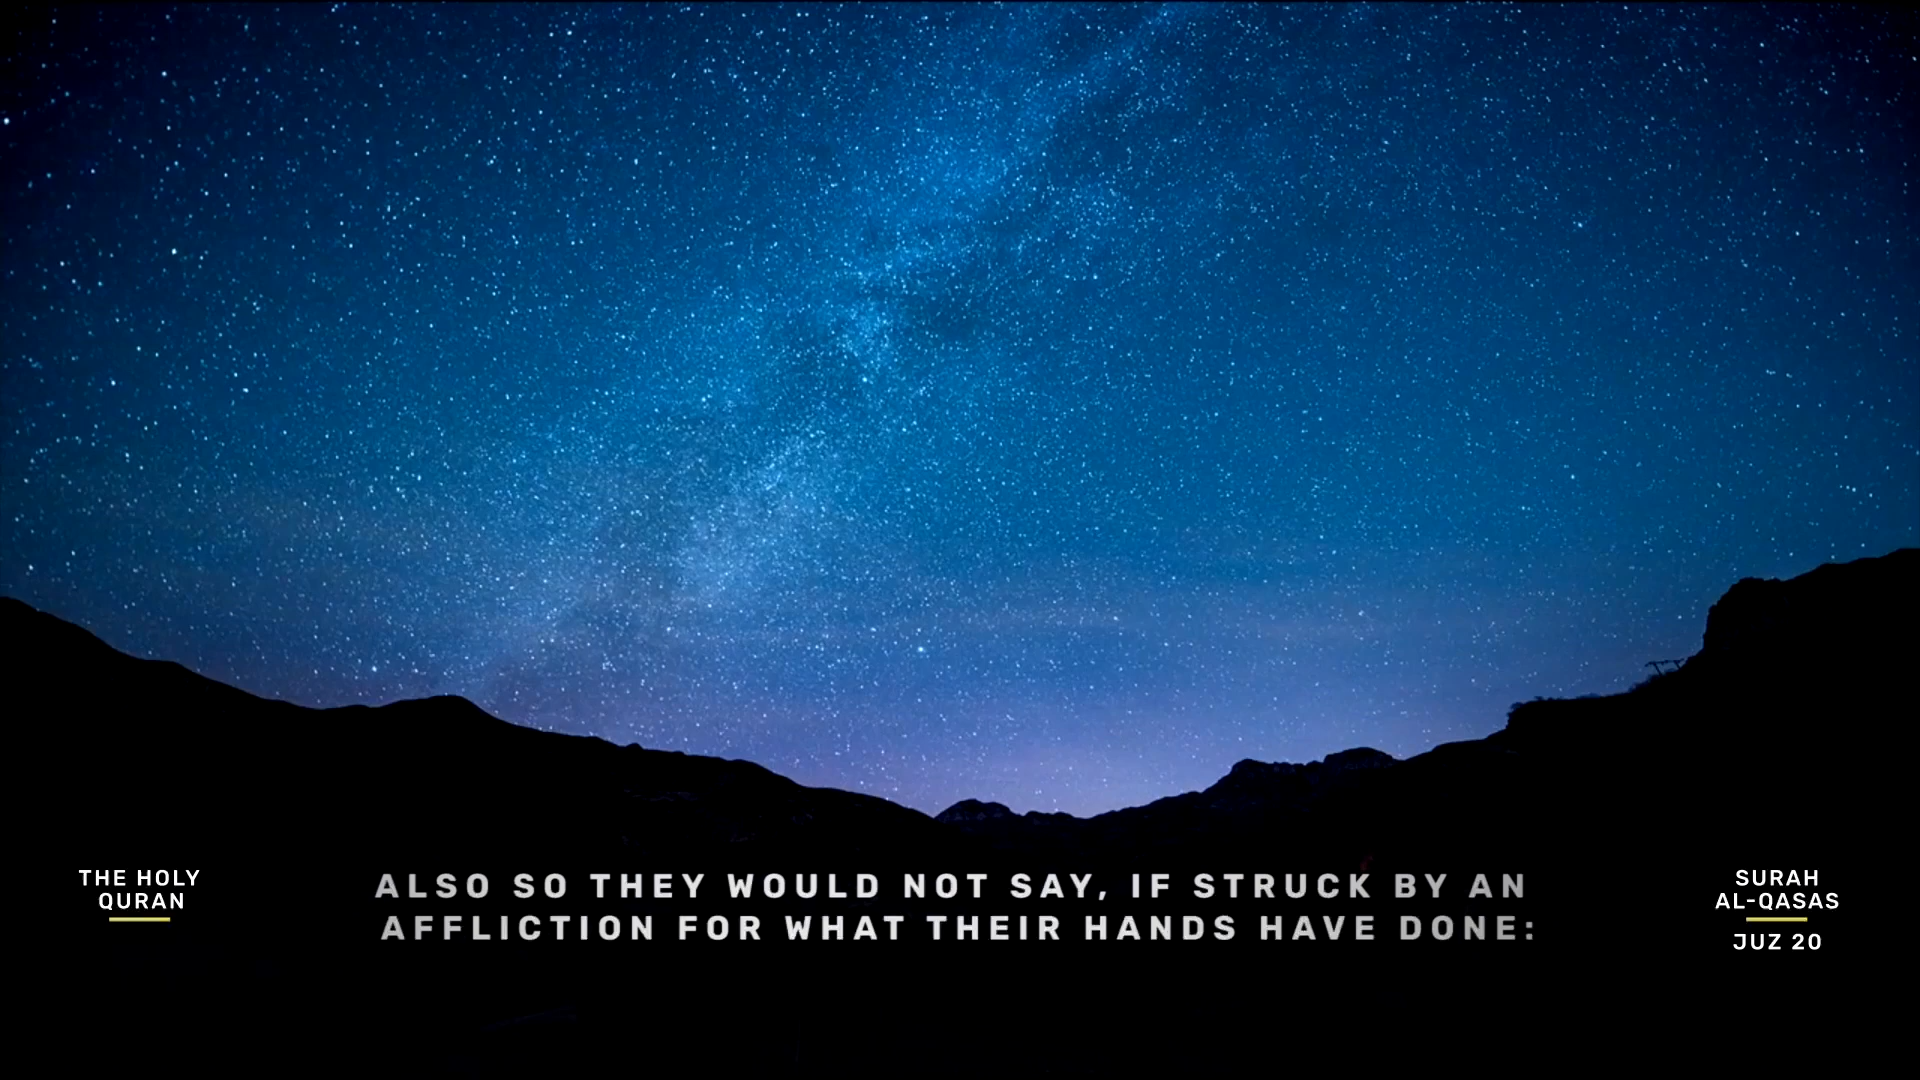 THE HOLY
QURAN
ALSO SO THEY WOULD NOT SAY, IF STRUCK BY AN
AFFLICTION FOR WHAT THEIR HANDS HAVE DONE:
SURAH
AL-QASAS
JUZ 20